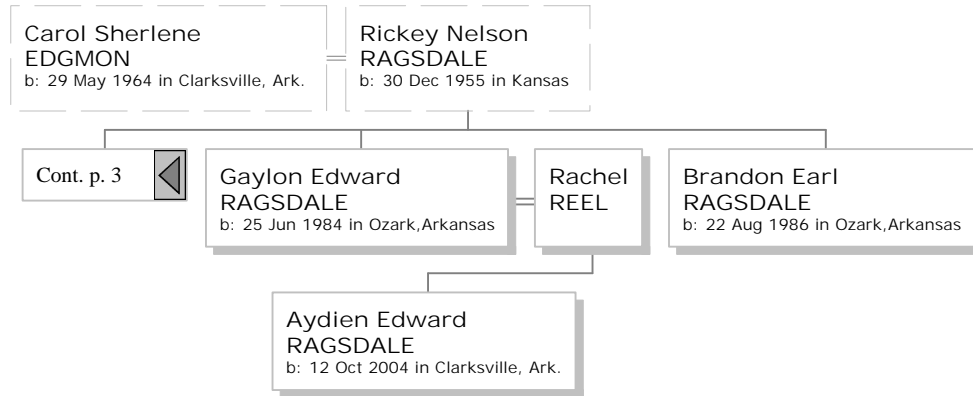 Carol Sherlene
EDGMON
b: 29 May 1964 in Clarksville, Ark.
Rickey Nelson
RAGSDALE
b: 30 Dec 1955 in Kansas
Cont. p. 3
Gaylon Edward
RAGSDALE
b: 25 Jun 1984 in Ozark,Arkansas
Rachel
REEL
Brandon Earl
RAGSDALE
b: 22 Aug 1986 in Ozark,Arkansas
Aydien Edward
RAGSDALE
b: 12 Oct 2004 in Clarksville, Ark.